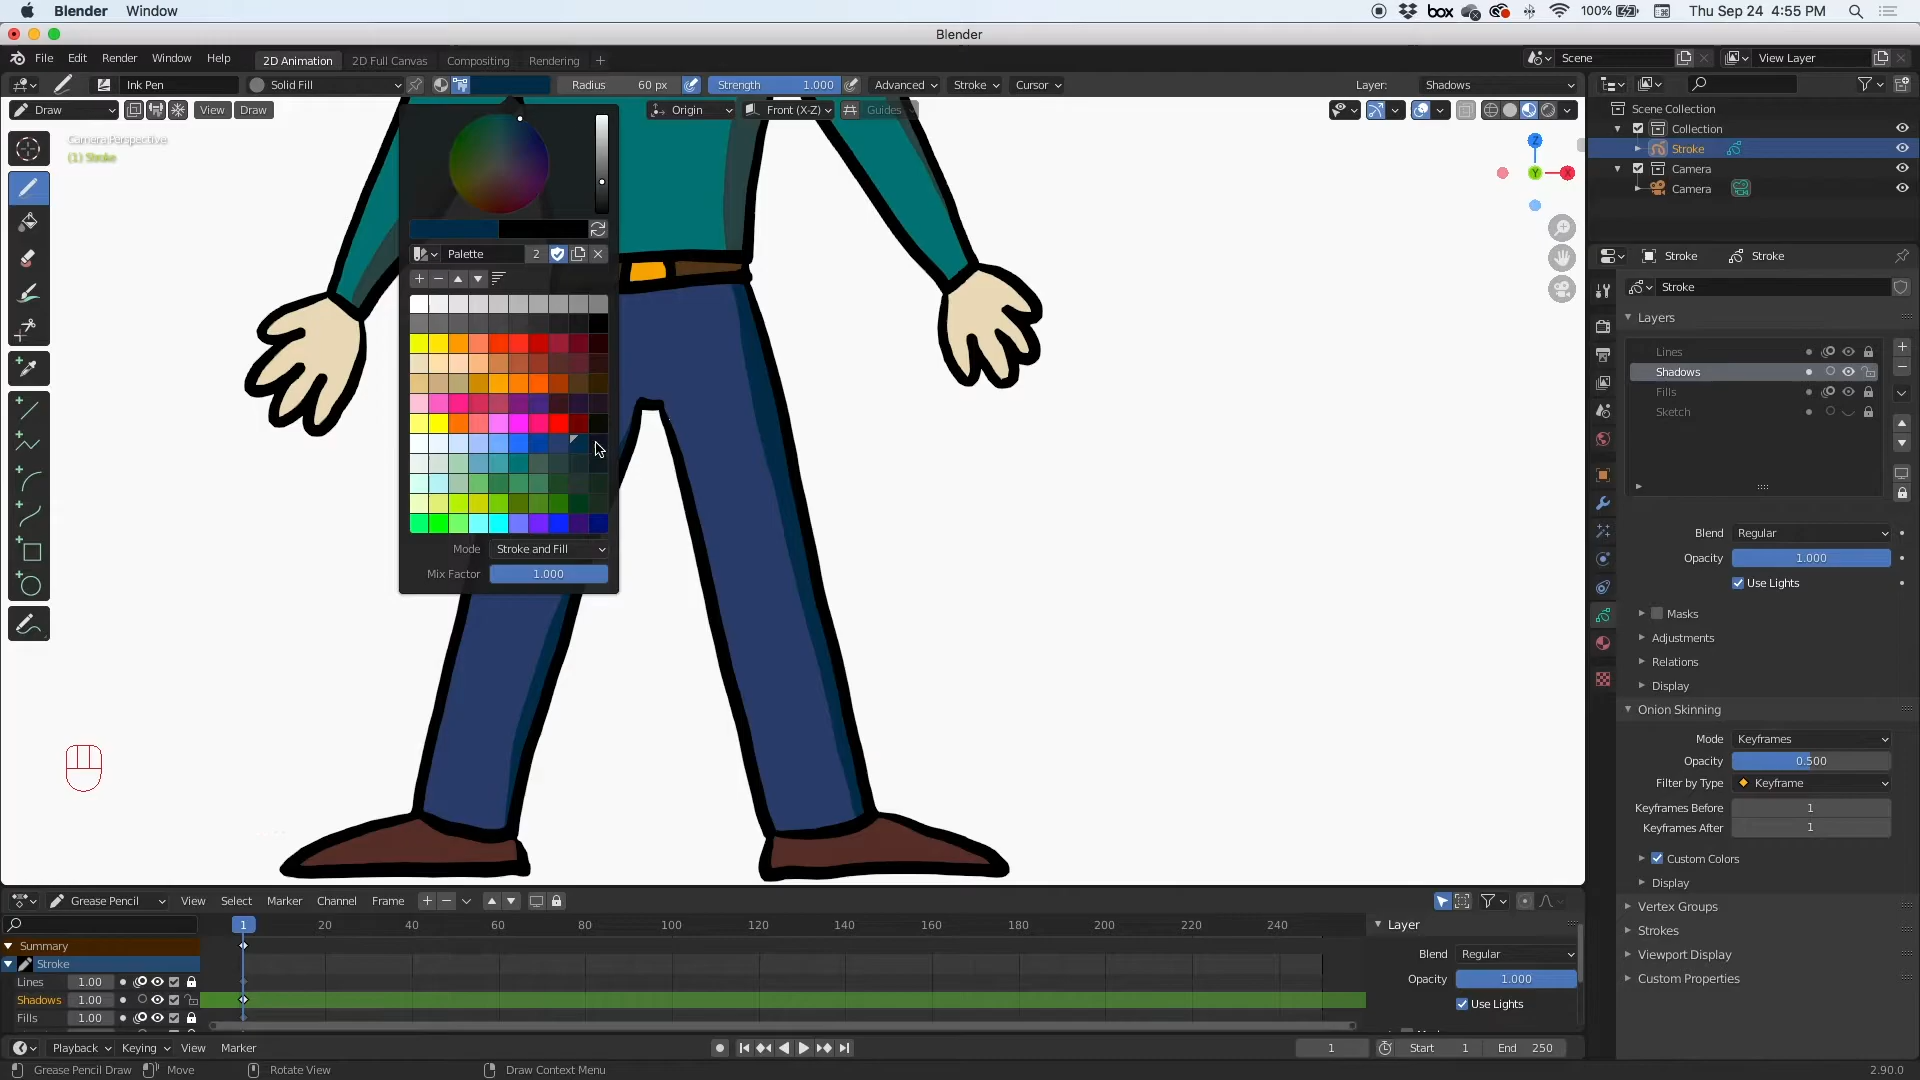 Blender Window box 100% Thu Sep 24 4:55 PM
Blender
File Edit Render Window Help 2D Animation 2D Full Canvas Compositing Rendering + Scene View Layer
Ink Pen Solid Fill Radius 60 px Strength 1.000 Advanced Stroke Cursor Layer: Shadows
Draw View Draw Origin Front (X-Z) Guides
Scene Collection
Collection
Stroke
Camera
Camera
Camera Perspective
(1) Stroke
Z
Y
X
Palette 2
Mode Stroke and Fill
Mix Factor 1.000
Stroke Stroke
Stroke
Layers
Lines
Shadows
Fills
Sketch
Blend Regular
Opacity 1.000
Use Lights
Masks
Adjustments
Relations
Display
Onion Skinning
Mode Keyframes
Opacity 0.500
Filter by Type Keyframe
Keyframes Before 1
Keyframes After 1
Custom Colors
Display
Vertex Groups
Strokes
Viewport Display
Custom Properties
Grease Pencil View Select Marker Channel Frame
1 20 40 60 80 100 120 140 160 180 200 220 240
Summary
Stroke
Lines 1.00
Shadows 1.00
Fills 1.00
Layer
Blend Regular
Opacity 1.000
Use Lights
Playback Keying View Marker 1 Start 1 End 250
Grease Pencil Draw Move Rotate View Draw Context Menu 2.90.0